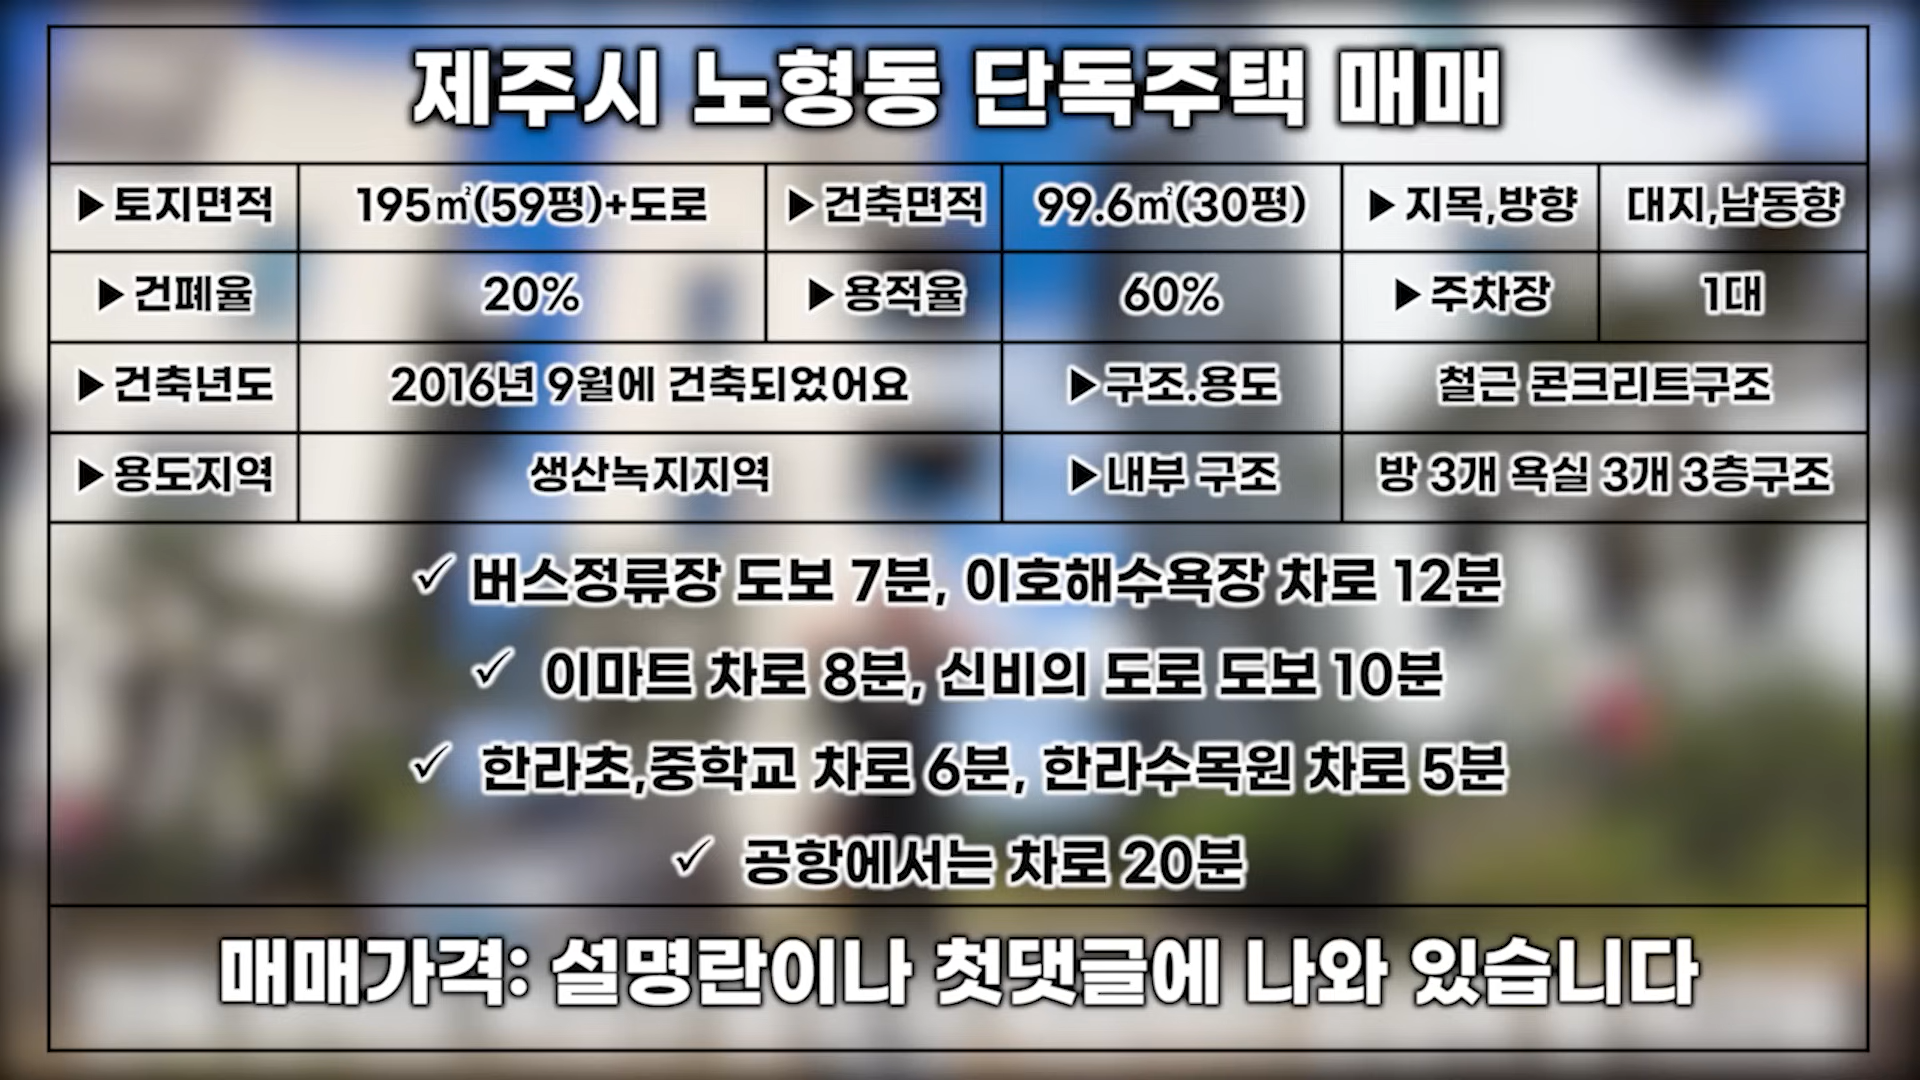 제주시 노형동 단독주택 매매
▶토지면적 195㎡(59평)+도로 ▶건축면적 99.6㎡(30평) ▶지목,방향 대지,남동향
▶건폐율 20% ▶용적율 60% ▶주차장 1대
▶건축년도 2016년 9월에 건축되었어요 ▶구조.용도 철근 콘크리트구조
▶용도지역 생산녹지지역 ▶내부 구조 방 3개 욕실 3개 3층구조
✓ 버스정류장 도보 7분, 이호해수욕장 차로 12분
✓ 이마트 차로 8분, 신비의 도로 도보 10분
✓ 한라초,중학교 차로 6분, 한라수목원 차로 5분
✓ 공항에서는 차로 20분
매매가격: 설명란이나 첫댓글에 나와 있습니다